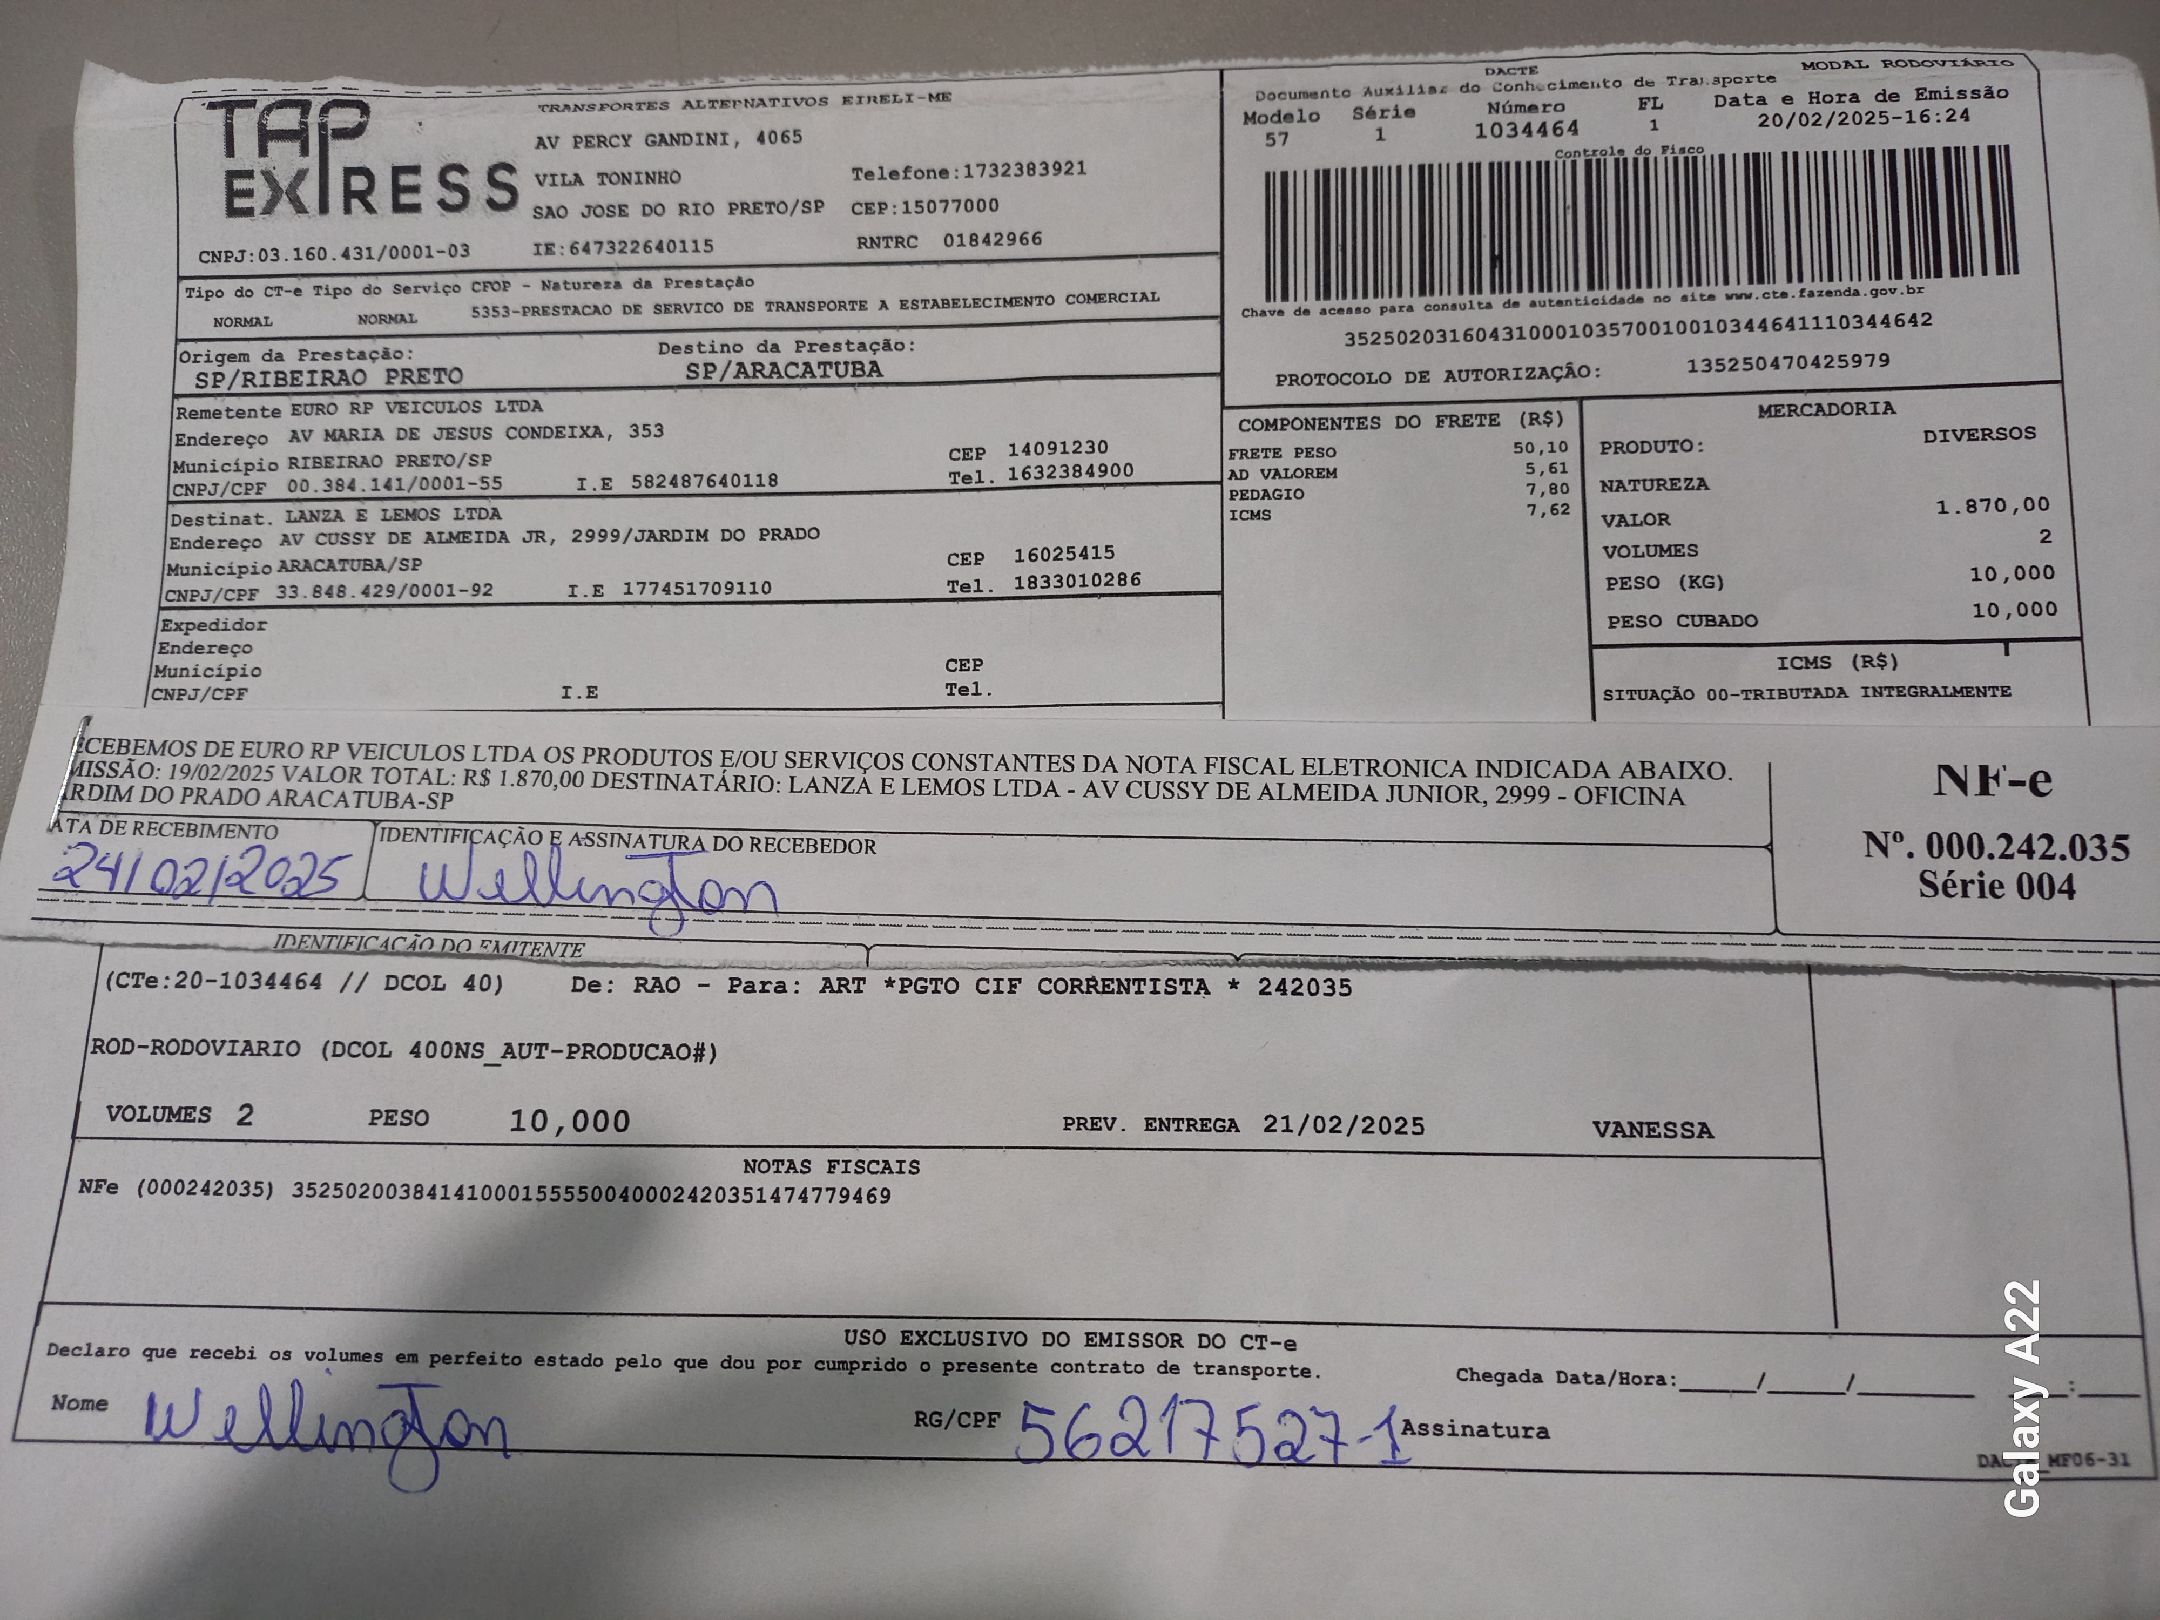 TAP EXPRESS
TRANSPORTES ALTERNATIVOS EIRELI-ME
AV PERCY GANDINI, 4065
VILA TONINHO Telefone:1732383921
SAO JOSE DO RIO PRETO/SP CEP:15077000
CNPJ:03.160.431/0001-03 IE:647322640115 RNTRC 01842966
Tipo do CT-e Tipo do Serviço CFOP - Natureza da Prestação
NORMAL NORMAL 5353-PRESTACAO DE SERVICO DE TRANSPORTE A ESTABELECIMENTO COMERCIAL
Origem da Prestação: Destino da Prestação:
SP/RIBEIRAO PRETO SP/ARACATUBA
Remetente EURO RP VEICULOS LTDA
Endereço AV MARIA DE JESUS CONDEIXA, 353
Município RIBEIRAO PRETO/SP CEP 14091230
CNPJ/CPF 00.384.141/0001-55 I.E 582487640118 Tel. 1632384900
Destinat. LANZA E LEMOS LTDA
Endereço AV CUSSY DE ALMEIDA JR, 2999/JARDIM DO PRADO
Município ARACATUBA/SP CEP 16025415
CNPJ/CPF 33.848.429/0001-92 I.E 177451709110 Tel. 1833010286
Expedidor
Endereço
Município CEP
CNPJ/CPF I.E Tel.
DACTE MODAL RODOVIÁRIO
Documento Auxiliar do Conhecimento de Transporte
Modelo Série Número FL Data e Hora de Emissão
57 1 1034464 1 20/02/2025-16:24
Controle do Fisco
Chave de acesso para consulta de autenticidade no site www.cte.fazenda.gov.br
35250203160431000103570010010344641110344642
PROTOCOLO DE AUTORIZAÇÃO: 135250470425979
COMPONENTES DO FRETE (R$)
FRETE PESO 50,10
AD VALOREM 5,61
PEDAGIO 7,80
ICMS 7,62
MERCADORIA
PRODUTO: DIVERSOS
NATUREZA
VALOR 1.870,00
VOLUMES 2
PESO (KG) 10,000
PESO CUBADO 10,000
ICMS (R$)
SITUAÇÃO 00-TRIBUTADA INTEGRALMENTE
ECEBEMOS DE EURO RP VEICULOS LTDA OS PRODUTOS E/OU SERVIÇOS CONSTANTES DA NOTA FISCAL ELETRONICA INDICADA ABAIXO.
MISSÃO: 19/02/2025 VALOR TOTAL: R$ 1.870,00 DESTINATÁRIO: LANZA E LEMOS LTDA - AV CUSSY DE ALMEIDA JUNIOR, 2999 - OFICINA
ARDIM DO PRADO ARACATUBA-SP
ATA DE RECEBIMENTO IDENTIFICAÇÃO E ASSINATURA DO RECEBEDOR
24/02/2025 Wellington
NF-e
Nº. 000.242.035
Série 004
IDENTIFICAÇÃO DO EMITENTE
(CTe:20-1034464 // DCOL 40) De: RAO - Para: ART *PGTO CIF CORRENTISTA * 242035
ROD-RODOVIARIO (DCOL 400NS_AUT-PRODUCAO#)
VOLUMES 2 PESO 10,000 PREV. ENTREGA 21/02/2025 VANESSA
NOTAS FISCAIS
NFe (000242035) 35250200384141000155550040002420351474779469
USO EXCLUSIVO DO EMISSOR DO CT-e
Declaro que recebi os volumes em perfeito estado pelo que dou por cumprido o presente contrato de transporte.
Chegada Data/Hora:____/____/______ __:____
Nome Wellington RG/CPF 56217527-1 Assinatura
MF06-31
Galaxy A22